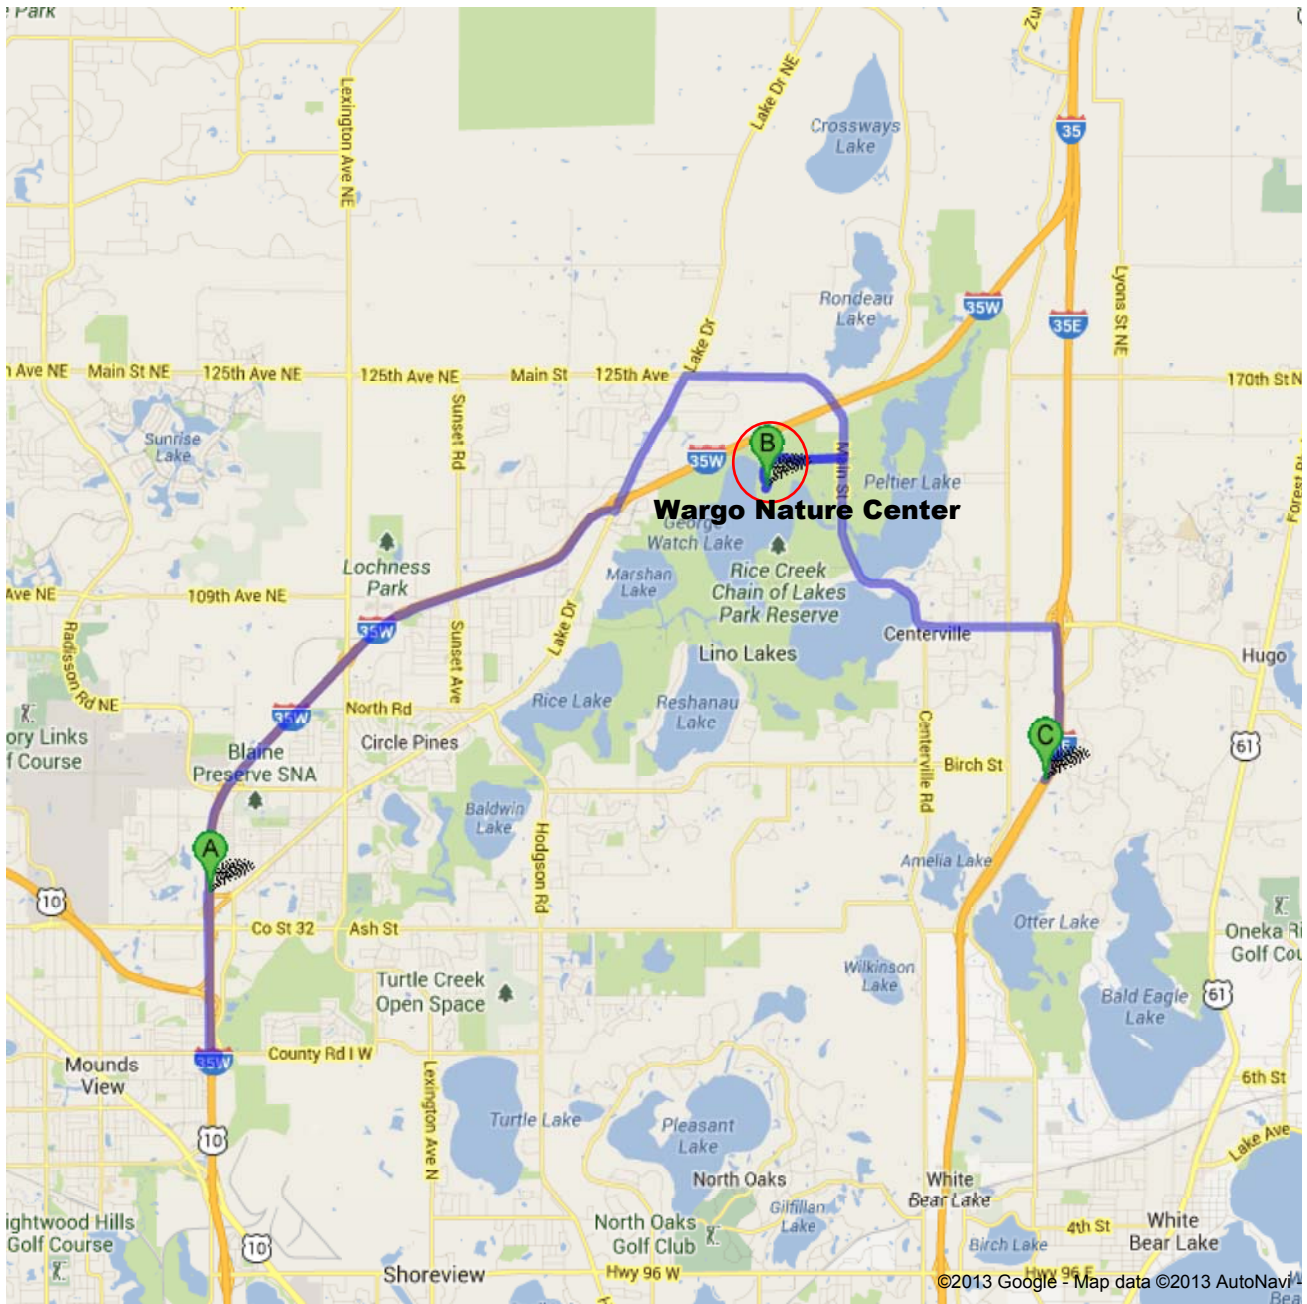 Park
Zu
35
Lake Dr NE
Lexington Ave NE
Crossways
Lake
Lyons St NE
Rondeau
Lake
35W
35E
Lake Dr
Ave NE
Main St NE
125th Ave NE
125th Ave NE
Main St
125th Ave
170th St N
Sunset Rd
Sunrise
Lake
B
35W
Main St
Peltier Lake
Forest Bl
Wargo Nature Center
George
Watch Lake
Lochness
Park
Marshan
Lake
Rice Creek
Chain of Lakes
Park Reserve
Ave NE
109th Ave NE
35W
Radisson Rd NE
Sunset Ave
Lake Dr
Centerville
Lino Lakes
Hugo
Rice Lake
Reshanau
Lake
North Rd
35W
ory Links
f Course
Circle Pines
Blaine
Preserve SNA
Centerville Rd
C
61
Birch St
Baldwin
Lake
Hodgson Rd
A
Amelia Lake
10
Co St 32
Ash St
Otter Lake
Oneka Ri
Golf Cou
Turtle Creek
Open Space
Wilkinson
Lake
Bald Eagle
Lake
61
35W
County Rd I W
Mounds
View
Lexington Ave N
6th St
Turtle Lake
Pleasant
Lake
10
Lake Ave
North Oaks
White
Bear Lake
ightwood Hills
Golf Course
10
North Oaks
Golf Club
Gilfillan
Lake
4th St
White
Bear Lake
Birch Lake
Shoreview
Hwy 96 W
Hwy 96 E
©2013 Google - Map data ©2013 AutoNavi -
Bea